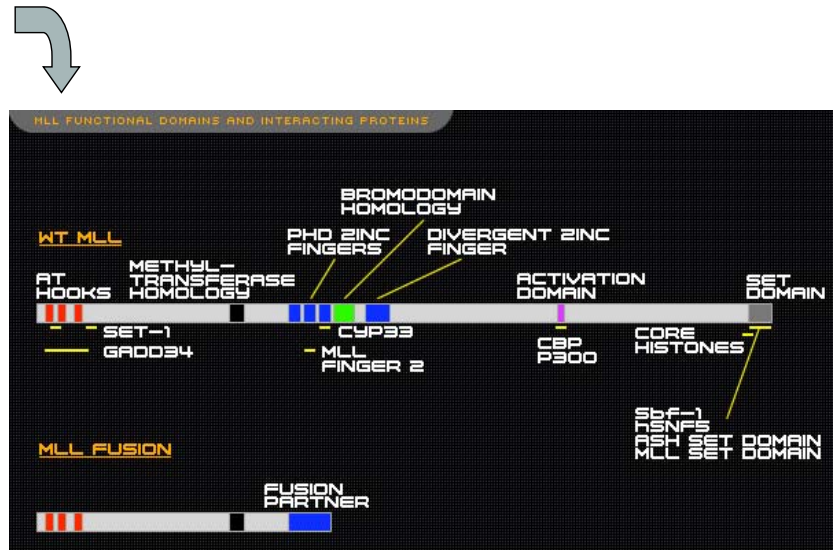 MLL FUNCTIONAL DOMAINS AND INTERACTING PROTEINS
BROMODOMAIN
HOMOLOGY
WT MLL
PHD ZINC
FINGERS
DIVERGENT ZINC
FINGER
AT
HOOKS
METHYL-
TRANSFERASE
HOMOLOGY
ACTIVATION
DOMAIN
SET
DOMAIN
SET-1
GADD34
CYP33
MLL
FINGER 2
CBP
P300
CORE
HISTONES
Sbf-1
hSNF5
ASH SET DOMAIN
MLL SET DOMAIN
MLL FUSION
FUSION
PARTNER